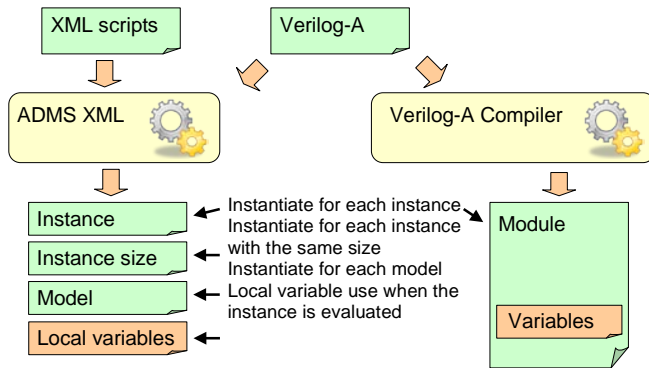 XML scripts
Verilog-A
ADMS XML
Verilog-A Compiler
Instance
Instance size
Model
Local variables
Instantiate for each instance
Instantiate for each instance
with the same size
Instantiate for each model
Local variable use when the
instance is evaluated
Module
Variables